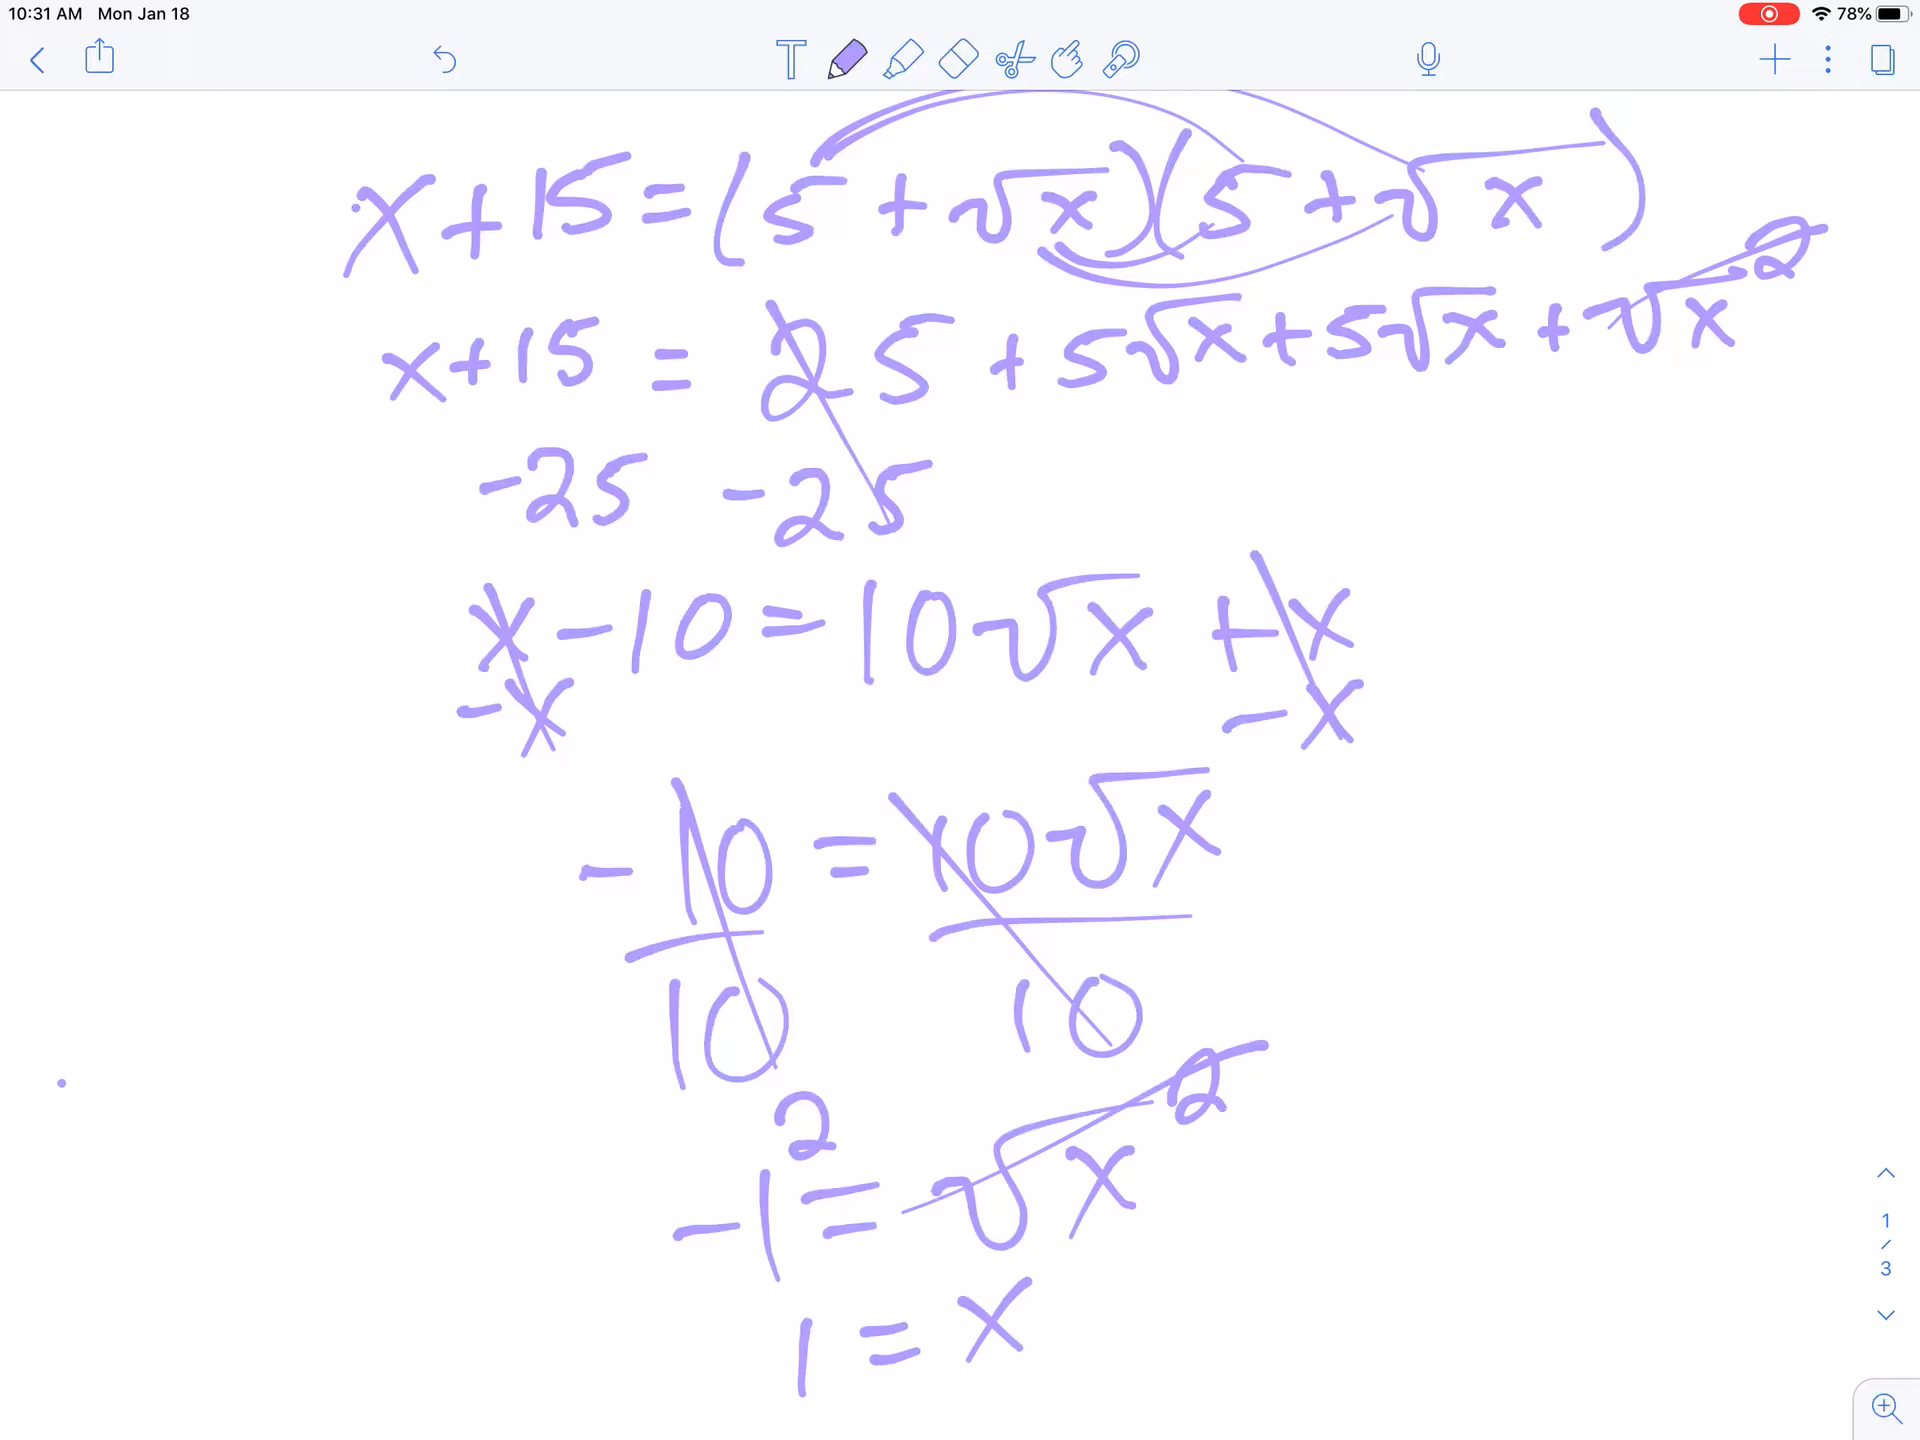 10:31 AM Mon Jan 18
78%
T
x + 15 = (5 + √x)(5 + √x)
x + 15 = 25 + 5√x + 5√x + √x²
-25 -25
x - 10 = 10√x + x
-x -x
-10 = 10√x
10 10
-1² = √x²
1 = x
1
/
3